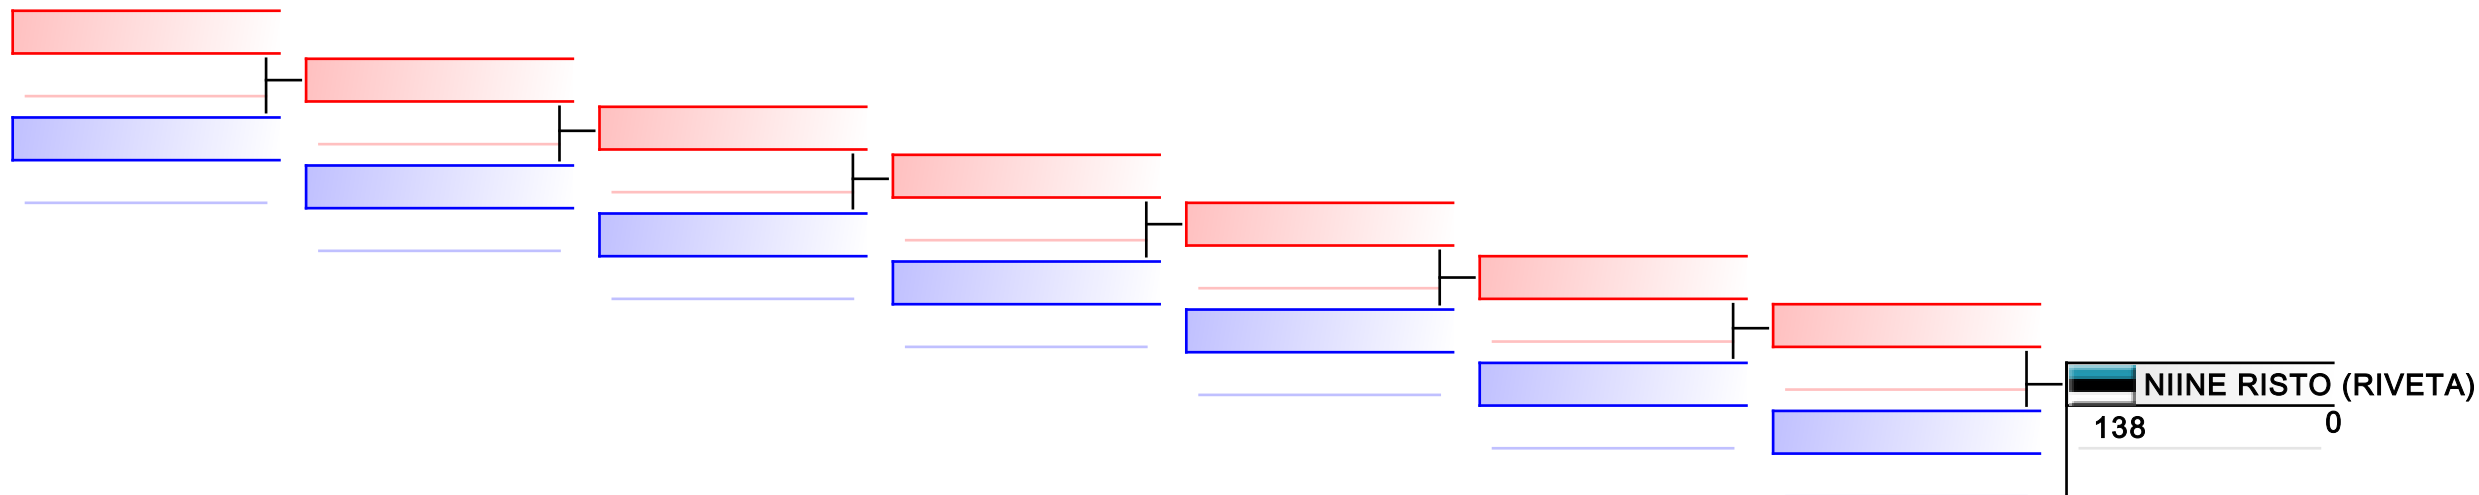 NIINE RISTO (RIVETA)
138 0